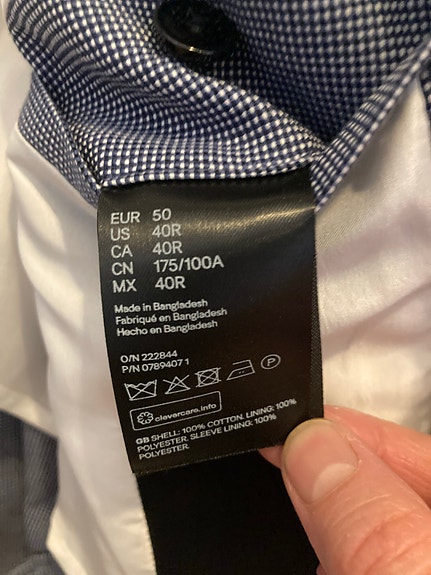 EUR 50
US 40R
CA 40R
CN 175/100A
MX 40R
Made in Bangladesh
Fabriqué en Bangladesh
Hecho en Bangladesh
O/N 222844
P/N 0789407 1
P
clevercare.info
GB SHELL: 100% COTTON. LINING: 100%
POLYESTER. SLEEVE LINING: 100%
POLYESTER.